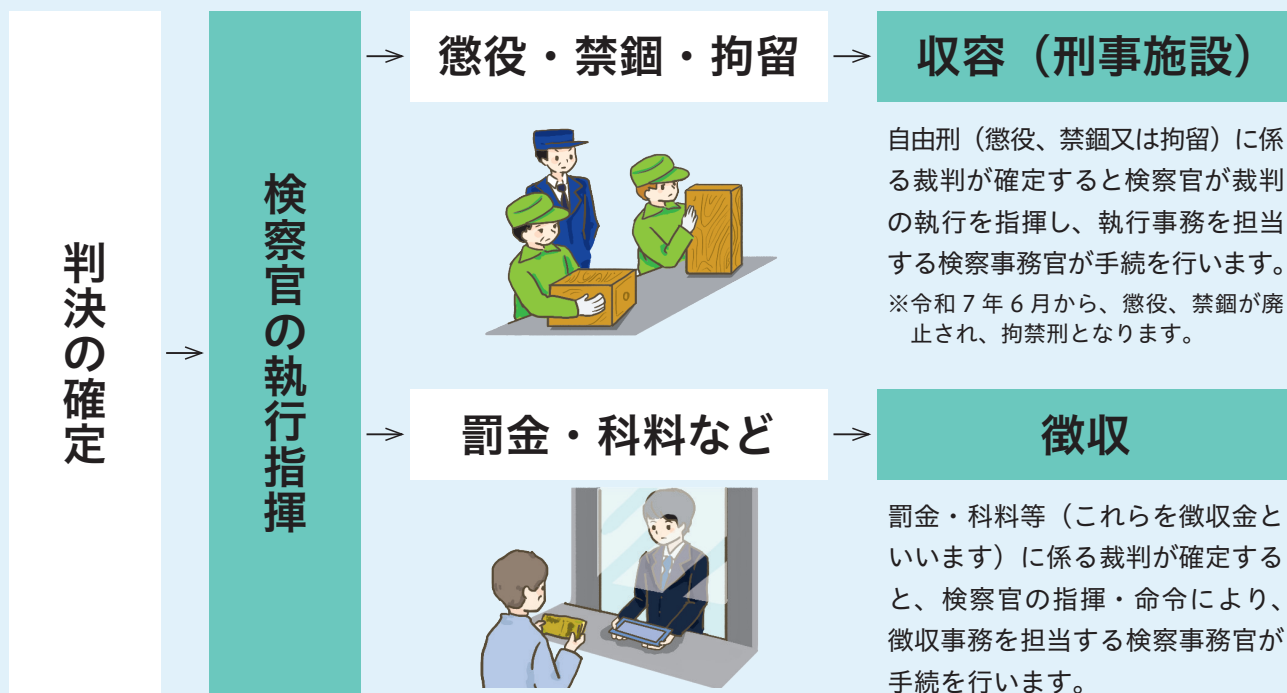 判決の確定
検察官の執行指揮
懲役・禁錮・拘留
収容（刑事施設）
自由刑（懲役、禁錮又は拘留）に係
る裁判が確定すると検察官が裁判
の執行を指揮し、執行事務を担当
する検察事務官が手続を行います。
※令和７年６月から、懲役、禁錮が廃
止され、拘禁刑となります。
罰金・科料など
徴収
罰金・科料等（これらを徴収金と
いいます）に係る裁判が確定する
と、検察官の指揮・命令により、
徴収事務を担当する検察事務官が
手続を行います。